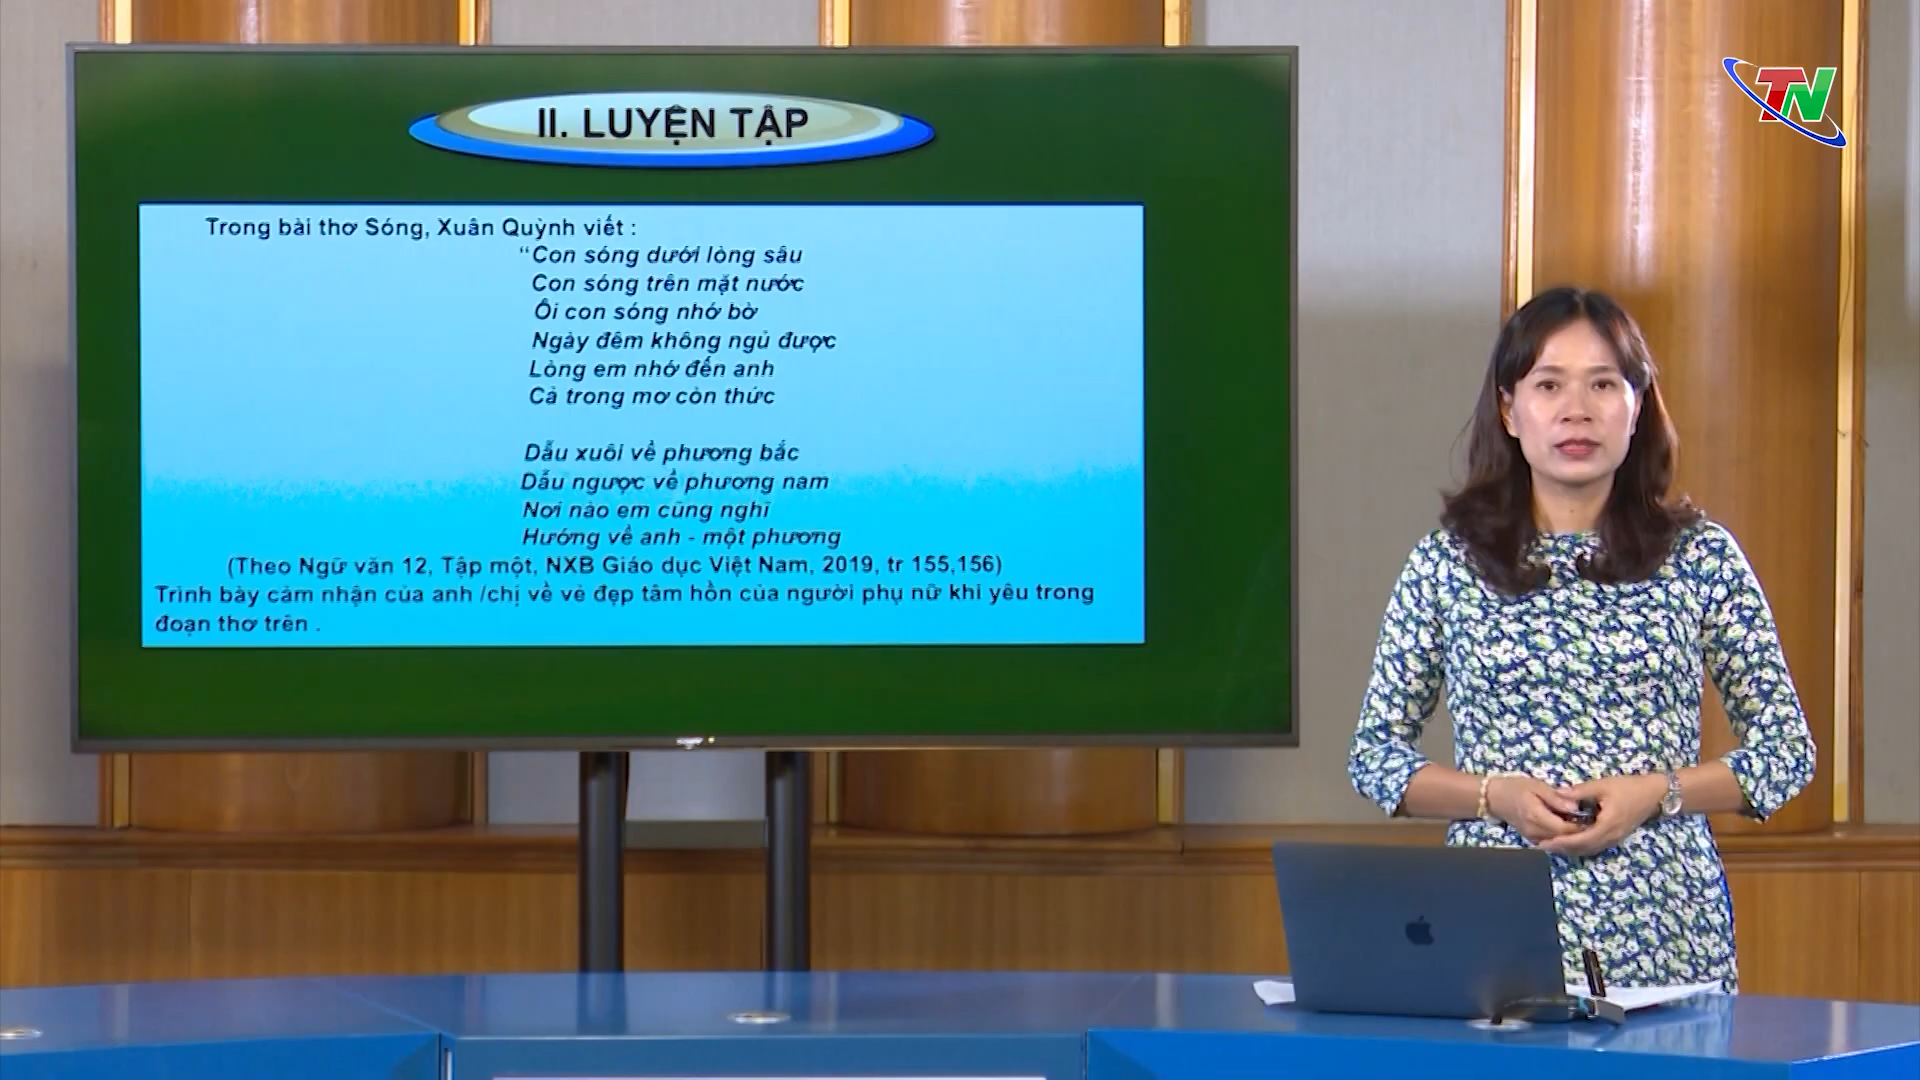 TN
II. LUYỆN TẬP
Trong bài thơ Sóng, Xuân Quỳnh viết :
“Con sóng dưới lòng sâu
Con sóng trên mặt nước
Ôi con sóng nhớ bờ
Ngày đêm không ngủ được
Lòng em nhớ đến anh
Cả trong mơ còn thức
Dẫu xuôi về phương bắc
Dẫu ngược về phương nam
Nơi nào em cũng nghĩ
Hướng về anh - một phương
(Theo Ngữ văn 12, Tập một, NXB Giáo dục Việt Nam, 2019, tr 155,156)
Trình bày cảm nhận của anh /chị về vẻ đẹp tâm hồn của người phụ nữ khi yêu trong
đoạn thơ trên .